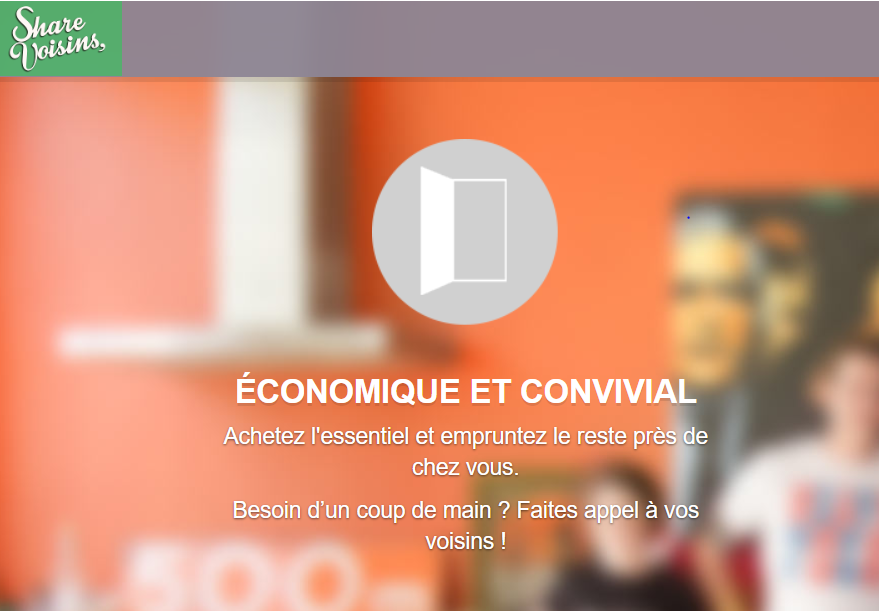 Share
Voisins,
ÉCONOMIQUE ET CONVIVIAL
Achetez l'essentiel et empruntez le reste près de
chez vous.
Besoin d’un coup de main ? Faites appel à vos
voisins !
500m